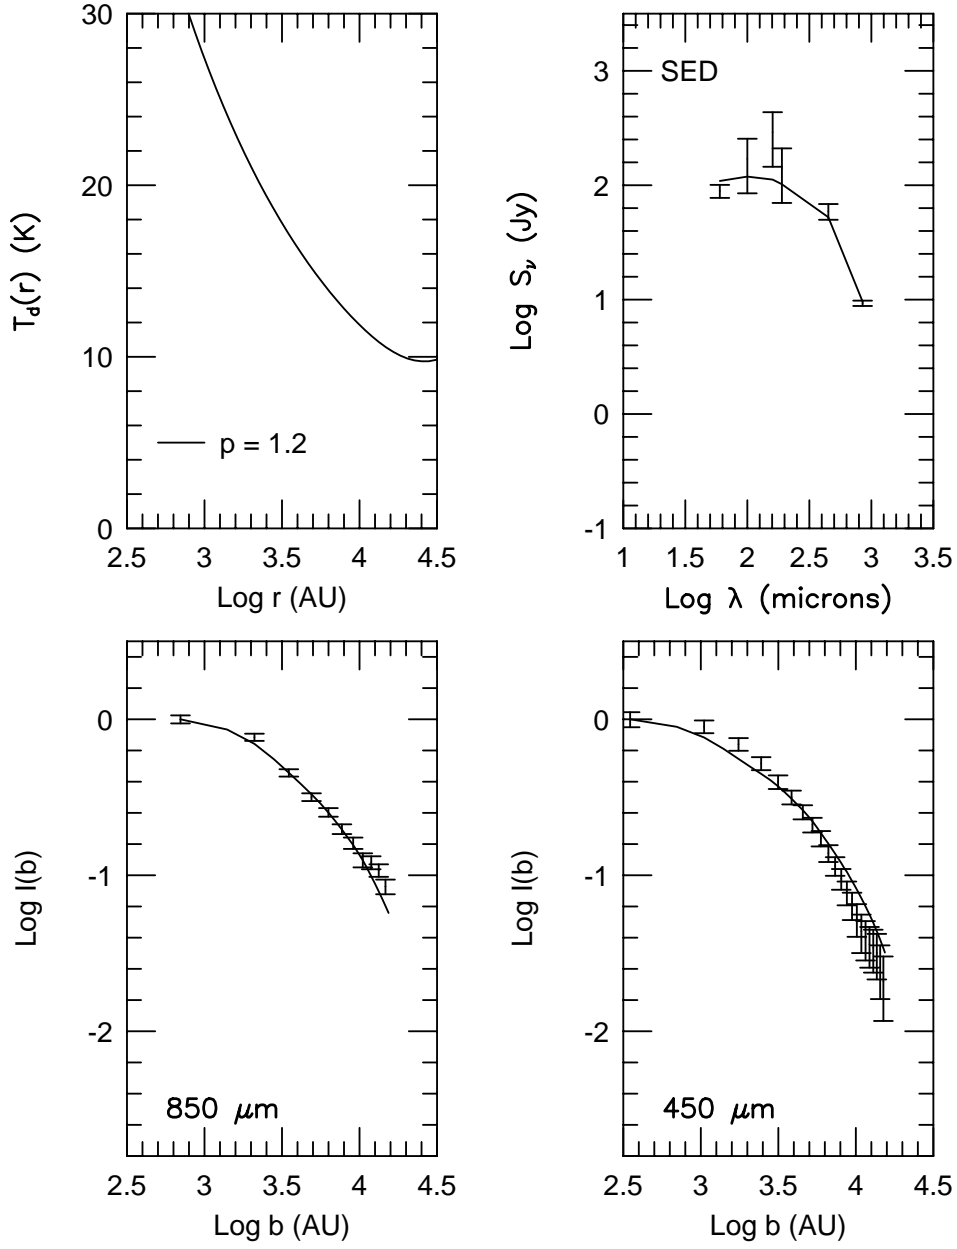 30
20
10
0
T_d(r) (K)
p = 1.2
2.5 3 3.5 4 4.5
Log r (AU)
SED
3
2
1
0
-1
Log S_ν (Jy)
1 1.5 2 2.5 3 3.5
Log λ (microns)
0
-1
-2
Log I(b)
850 μm
2.5 3 3.5 4 4.5
Log b (AU)
0
-1
-2
Log I(b)
450 μm
2.5 3 3.5 4 4.5
Log b (AU)